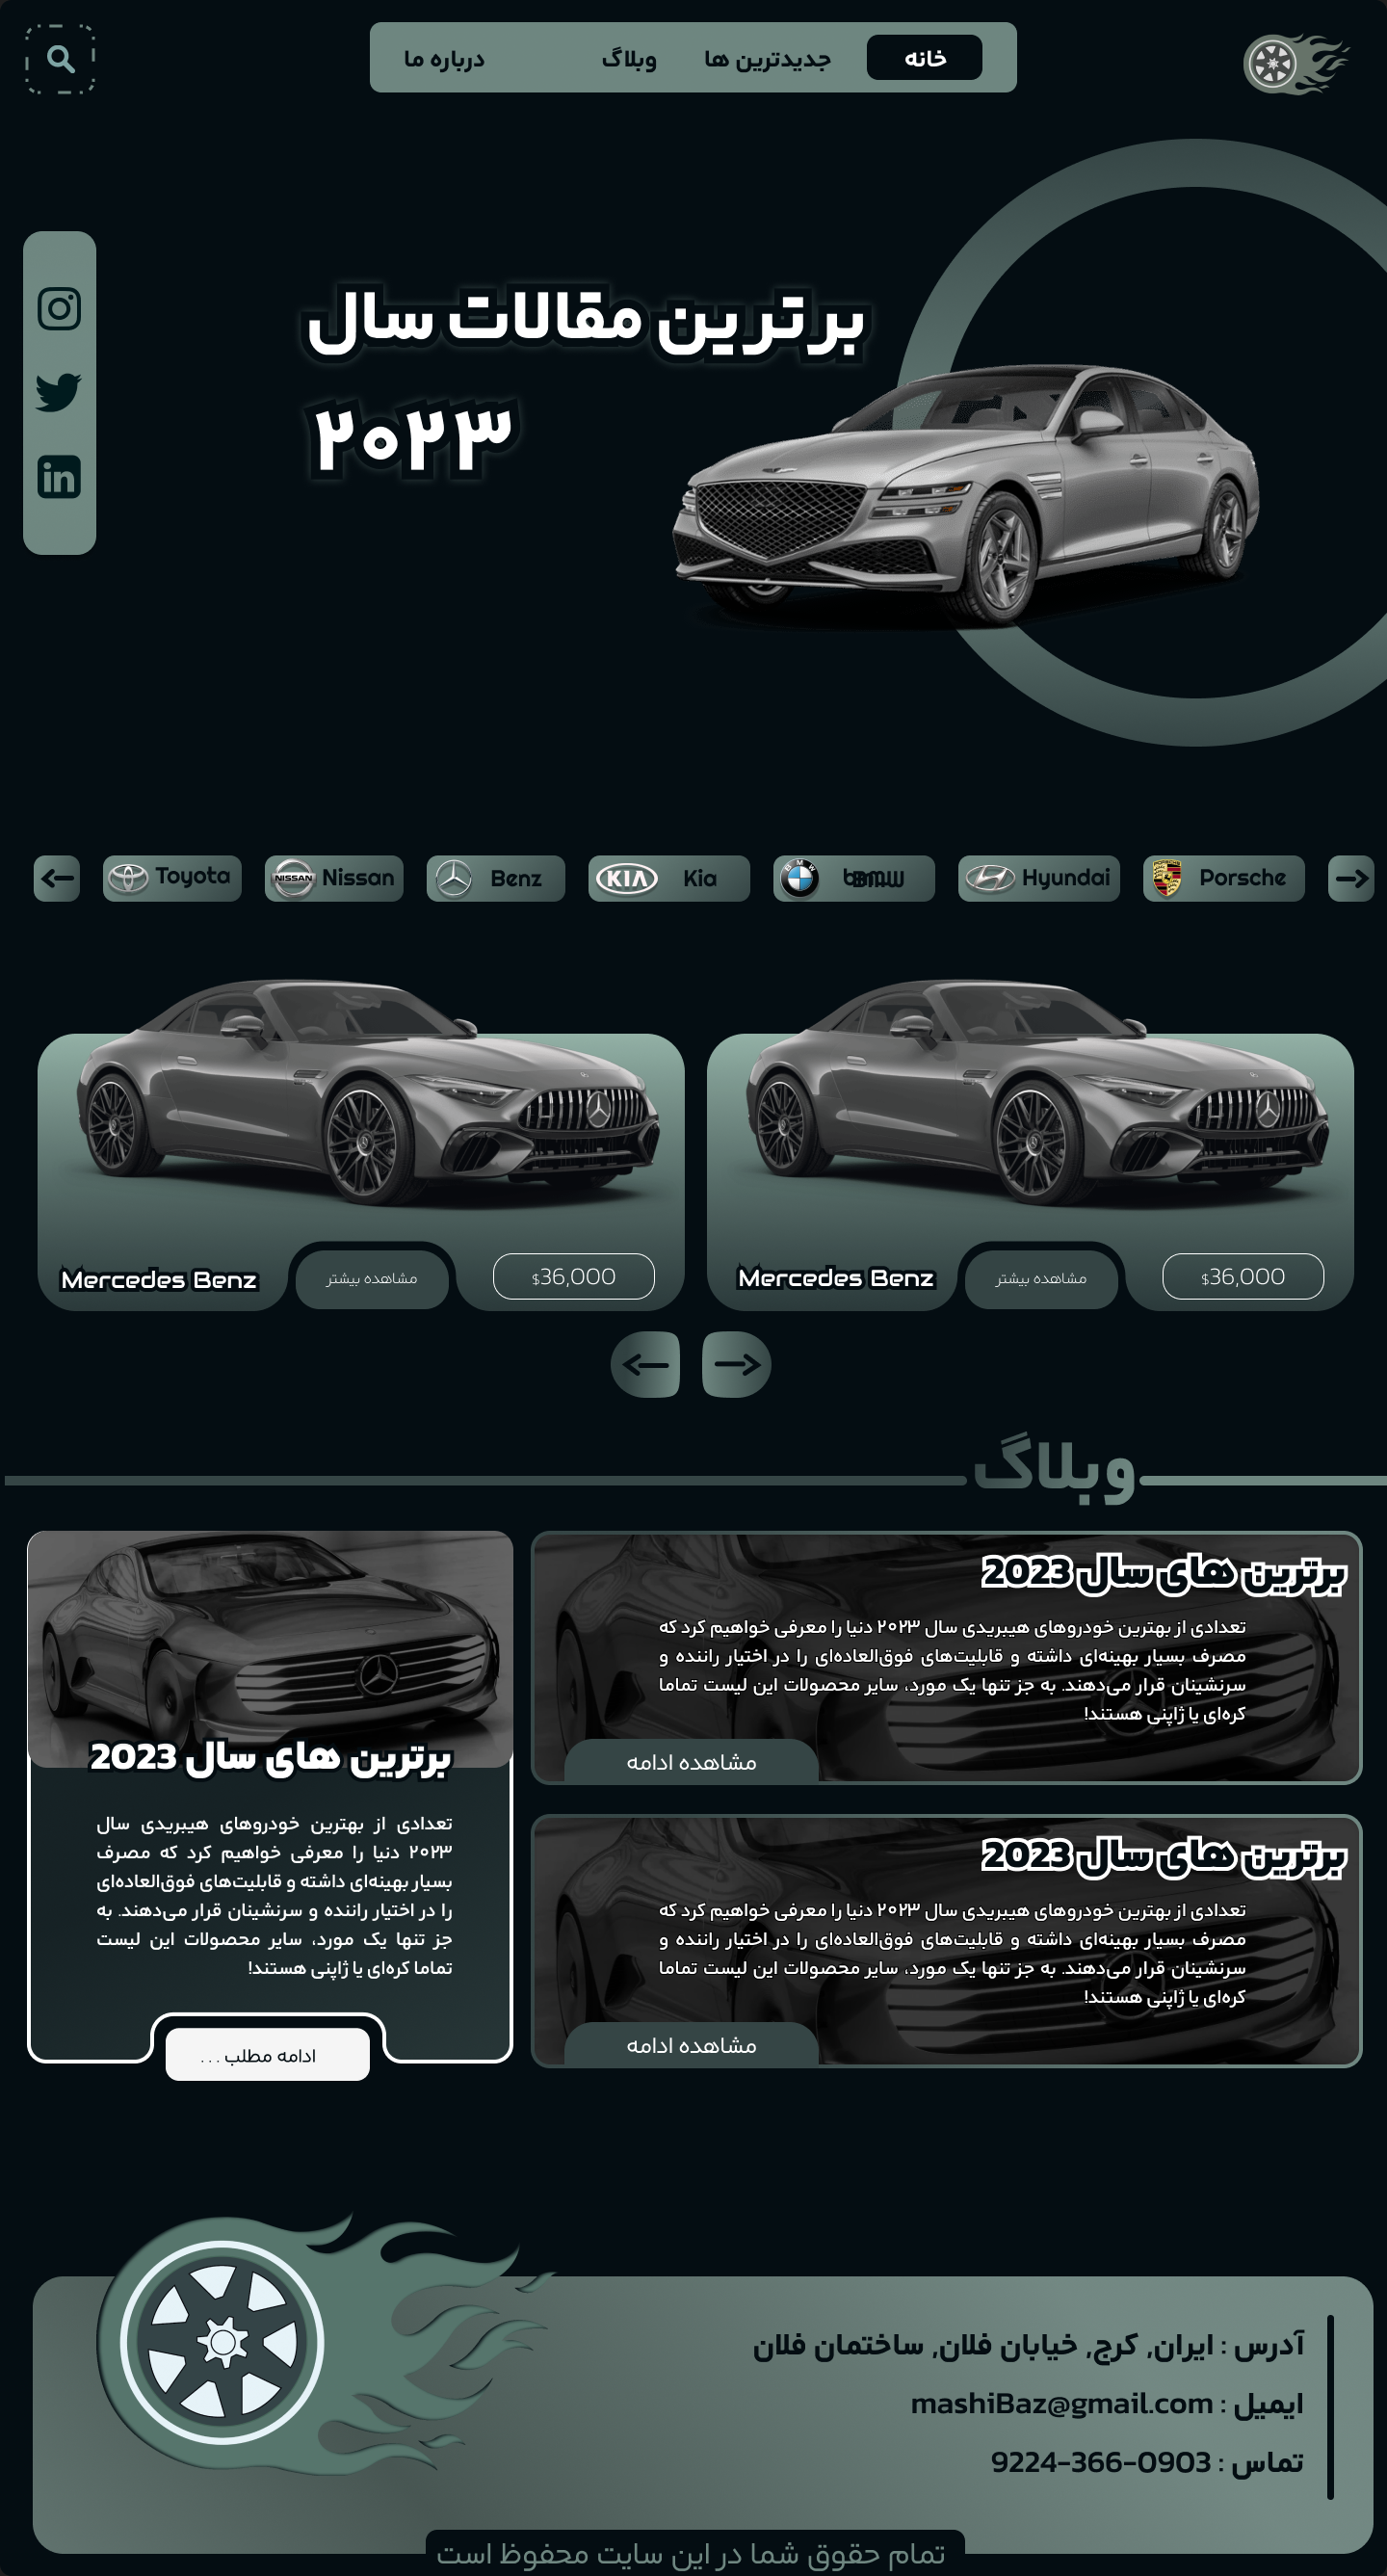 خانه
جدیدترین ها
وبلاگ
درباره ما
برترین مقالات سال
۲۰۲۳
Toyota
NISSAN
Nissan
Benz
KIA
Kia
BMW
BMW
Hyundai
Porsche
Mercedes Benz
مشاهده بیشتر
$36,000
Mercedes Benz
مشاهده بیشتر
$36,000
وبلاگ
برترین های سال 2023
تعدادی از بهترین خودروهای هیبریدی سال ۲۰۲۳ دنیا را معرفی خواهیم کرد که
مصرف بسیار بهینه‌ای داشته و قابلیت‌های فوق‌العاده‌ای را در اختیار راننده و
سرنشینان قرار می‌دهند. به جز تنها یک مورد، سایر محصولات این لیست تماما
کره‌ای یا ژاپنی هستند!
مشاهده ادامه
برترین های سال 2023
تعدادی از بهترین خودروهای هیبریدی سال ۲۰۲۳ دنیا را معرفی خواهیم کرد که
مصرف بسیار بهینه‌ای داشته و قابلیت‌های فوق‌العاده‌ای را در اختیار راننده و
سرنشینان قرار می‌دهند. به جز تنها یک مورد، سایر محصولات این لیست تماما
کره‌ای یا ژاپنی هستند!
مشاهده ادامه
برترین های سال 2023
تعدادی از بهترین خودروهای هیبریدی سال
۲۰۲۳ دنیا را معرفی خواهیم کرد که مصرف
بسیار بهینه‌ای داشته و قابلیت‌های فوق‌العاده‌ای
را در اختیار راننده و سرنشینان قرار می‌دهند. به
جز تنها یک مورد، سایر محصولات این لیست
تماما کره‌ای یا ژاپنی هستند!
ادامه مطلب . . .
آدرس : ایران, کرج, خیابان فلان, ساختمان فلان
ایمیل : mashiBaz@gmail.com
تماس : 9224-366-0903
تمام حقوق شما در این سایت محفوظ است